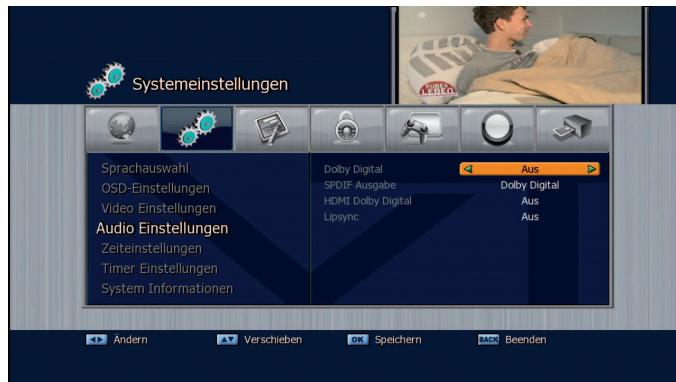 Systemeinstellungen
LEBEN
Sprachauswahl
OSD-Einstellungen
Video Einstellungen
Audio Einstellungen
Zeiteinstellungen
Timer Einstellungen
System Informationen
Dolby Digital Aus
SPDIF Ausgabe Dolby Digital
HDMI Dolby Digital Aus
Lipsync Aus
Ändern Verschieben OK Speichern BACK Beenden